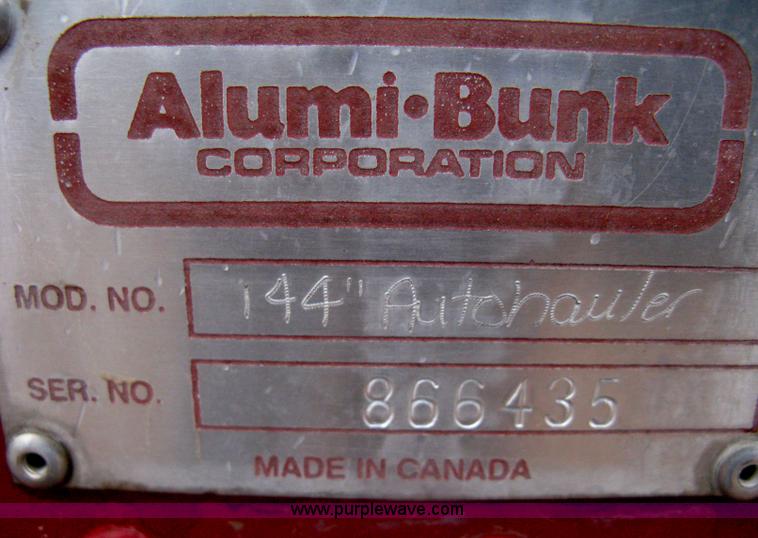 Alumi·Bunk
CORPORATION
MOD. NO. 144" Autohauler
SER. NO. 866435
MADE IN CANADA
www.purplewave.com